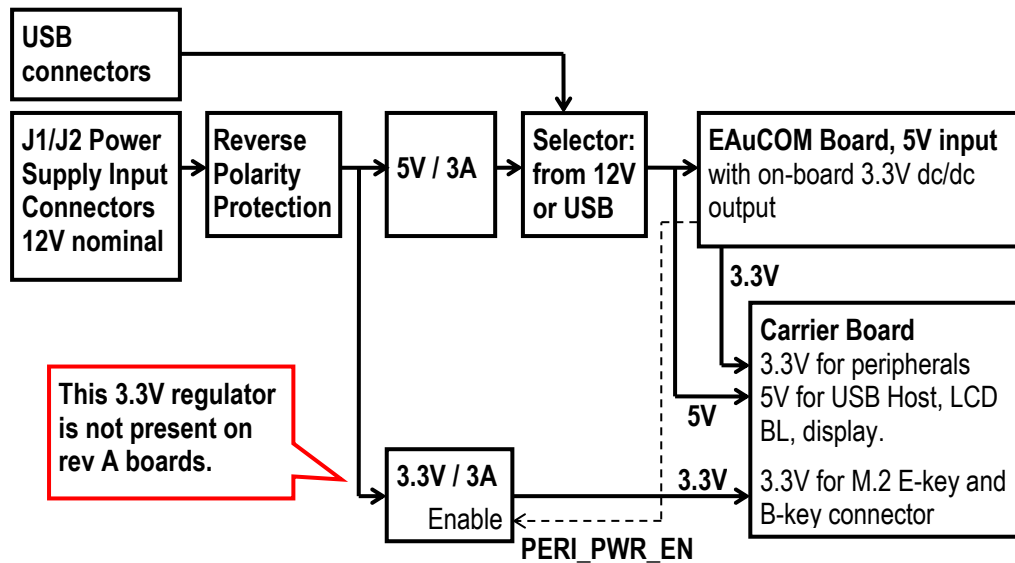 USB
connectors
J1/J2 Power
Supply Input
Connectors
12V nominal
Reverse
Polarity
Protection
5V / 3A
Selector:
from 12V
or USB
EAuCOM Board, 5V input
with on-board 3.3V dc/dc
output
3.3V
Carrier Board
3.3V for peripherals
5V for USB Host, LCD
BL, display.
3.3V for M.2 E-key and
B-key connector
5V
This 3.3V regulator
is not present on
rev A boards.
3.3V / 3A
Enable
3.3V
PERI_PWR_EN